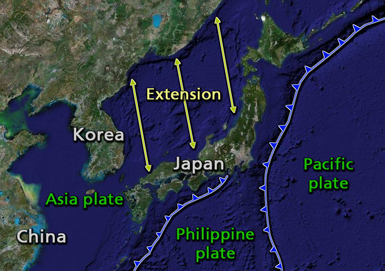 Extension
Korea
Japan
Pacific
plate
Asia plate
China
Philippine
plate